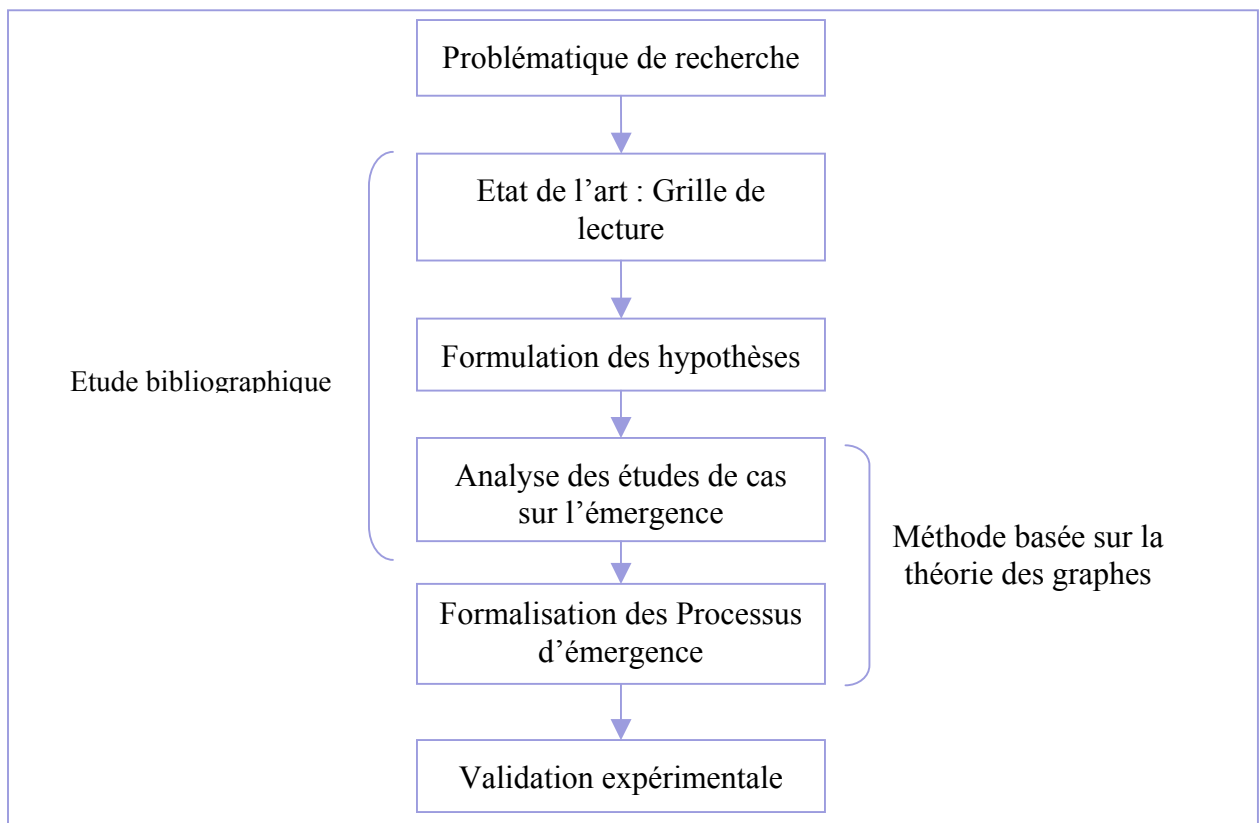 Problématique de recherche
Etat de l’art : Grille de
lecture
Formulation des hypothèses
Etude bibliographique
Analyse des études de cas
sur l’émergence
Méthode basée sur la
théorie des graphes
Formalisation des Processus
d’émergence
Validation expérimentale